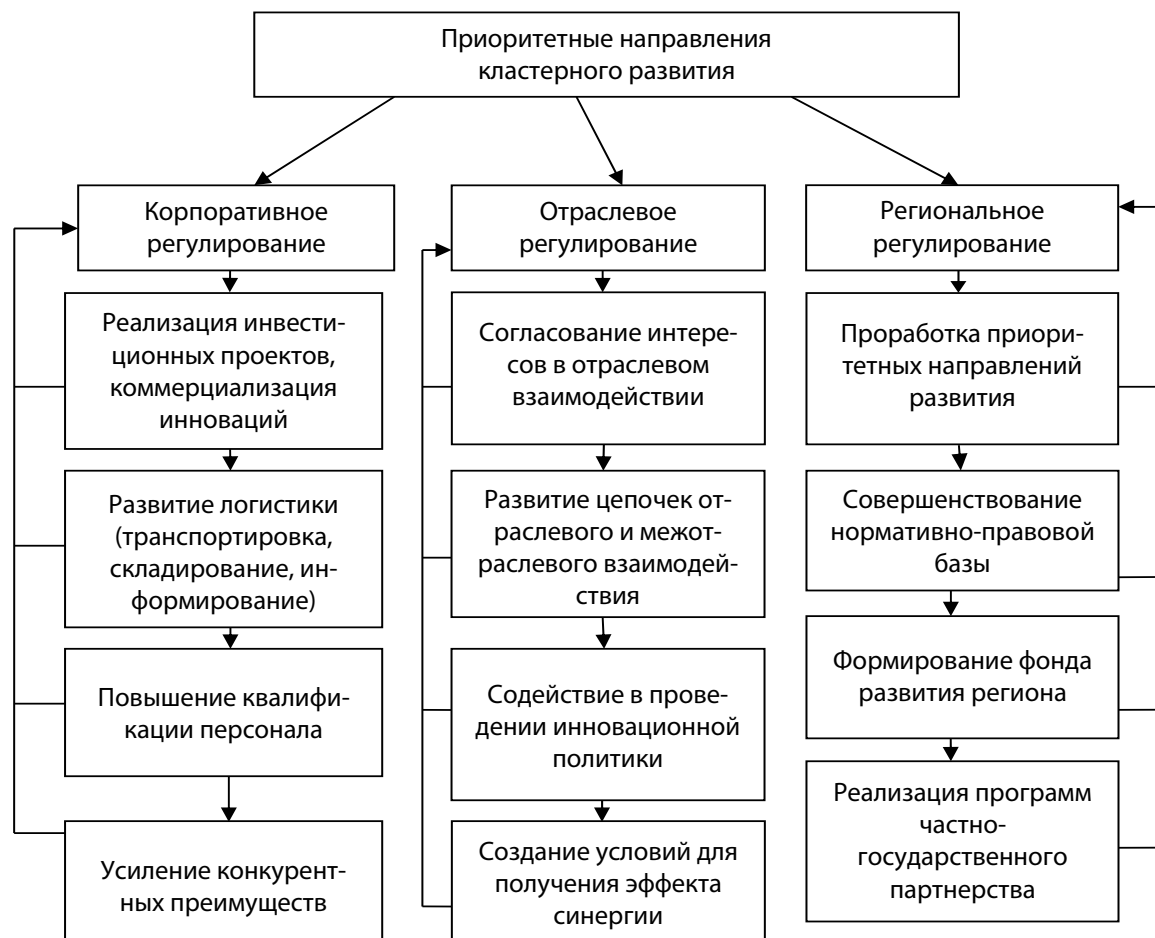 Приоритетные направления
кластерного развития
Корпоративное
регулирование
Реализация инвести-
ционных проектов,
коммерциализация
инноваций
Развитие логистики
(транспортировка,
складирование, ин-
формирование)
Повышение квалифи-
кации персонала
Усиление конкурент-
ных преимуществ
Отраслевое
регулирование
Согласование интере-
сов в отраслевом
взаимодействии
Развитие цепочек от-
раслевого и межот-
раслевого взаимодей-
ствия
Содействие в прове-
дении инновационной
политики
Создание условий для
получения эффекта
синергии
Региональное
регулирование
Проработка приори-
тетных направлений
развития
Совершенствование
нормативно-правовой
базы
Формирование фонда
развития региона
Реализация программ
частно-
государственного
партнерства